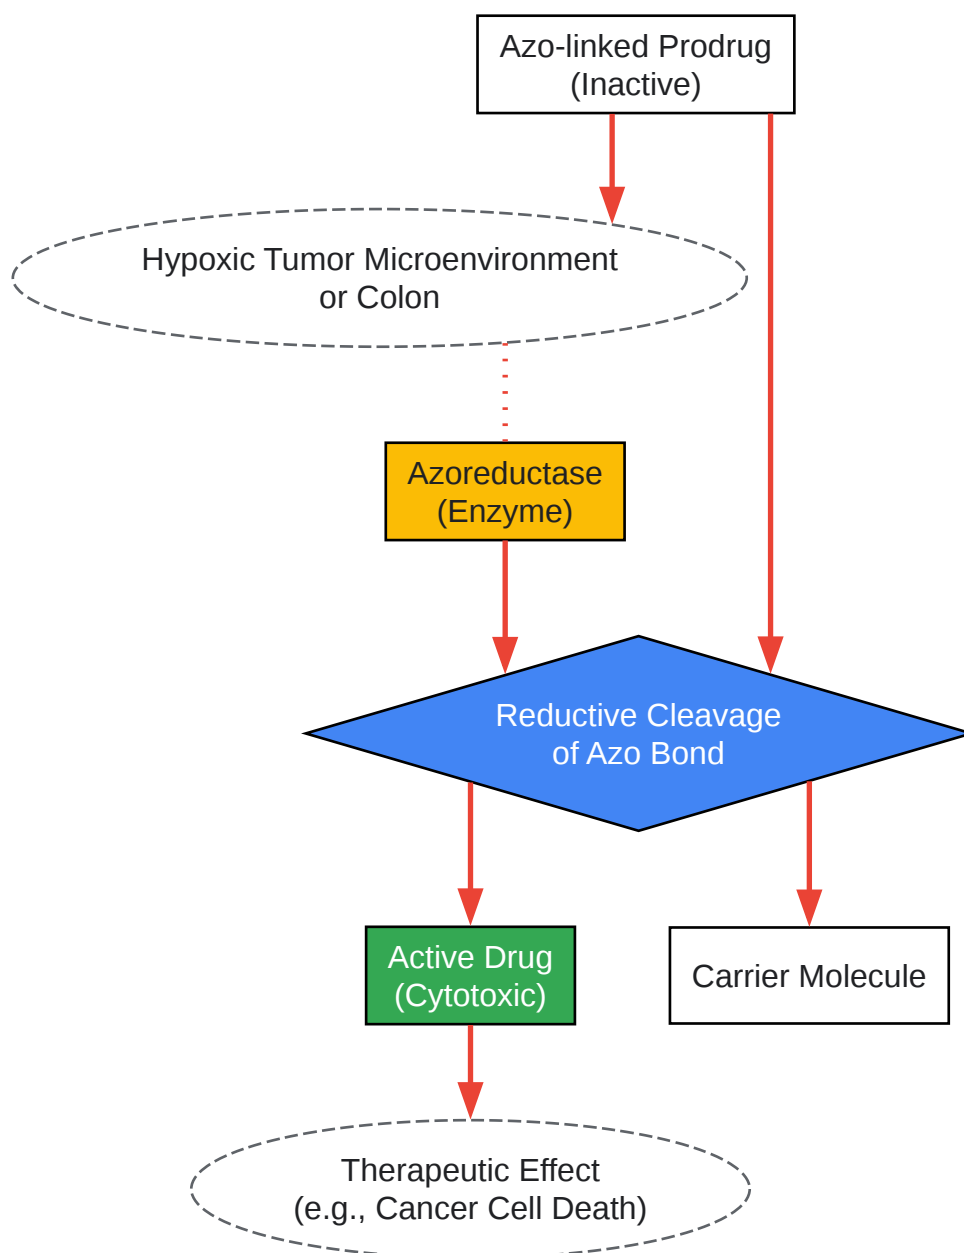 Azo-linked Prodrug
(Inactive)
Hypoxic Tumor Microenvironment
or Colon
Azoreductase
(Enzyme)
Reductive Cleavage
of Azo Bond
Active Drug
(Cytotoxic)
Carrier Molecule
Therapeutic Effect
(e.g., Cancer Cell Death)